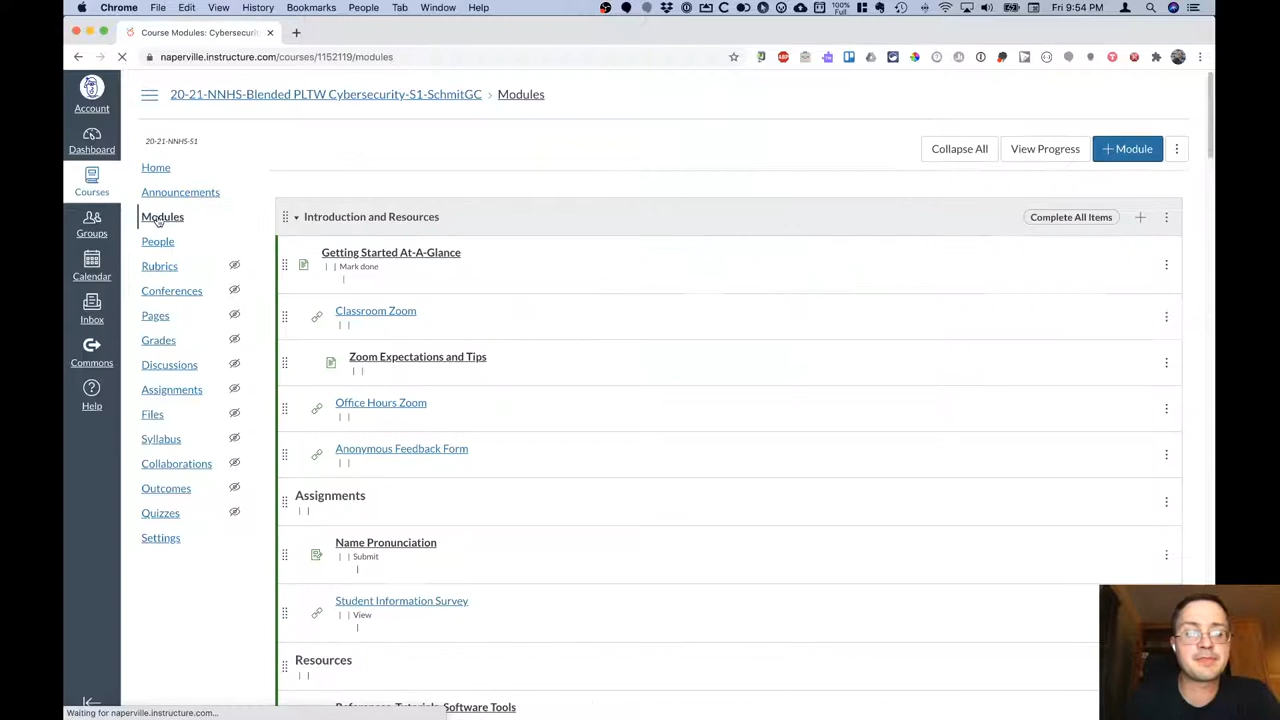 Chrome File Edit View History Bookmarks People Tab Window Help 100% Full Fri 9:54 PM
Course Modules: Cybersecuri
naperville.instructure.com/courses/1152119/modules
20-21-NNHS-Blended PLTW Cybersecurity-S1-SchmitGC > Modules
Account
Dashboard
Courses
Groups
Calendar
Inbox
Commons
Help
20-21-NNHS-S1
Home
Announcements
Modules
People
Rubrics
Conferences
Pages
Grades
Discussions
Assignments
Files
Syllabus
Collaborations
Outcomes
Quizzes
Settings
Collapse All View Progress + Module
Introduction and Resources Complete All Items
Getting Started At-A-Glance
| | Mark done
|
Classroom Zoom
| |
Zoom Expectations and Tips
| |
Office Hours Zoom
| |
Anonymous Feedback Form
| |
Assignments
| |
Name Pronunciation
| | Submit
|
Student Information Survey
| | View
|
Resources
| |
References, Tutorials, Software Tools
Waiting for naperville.instructure.com...